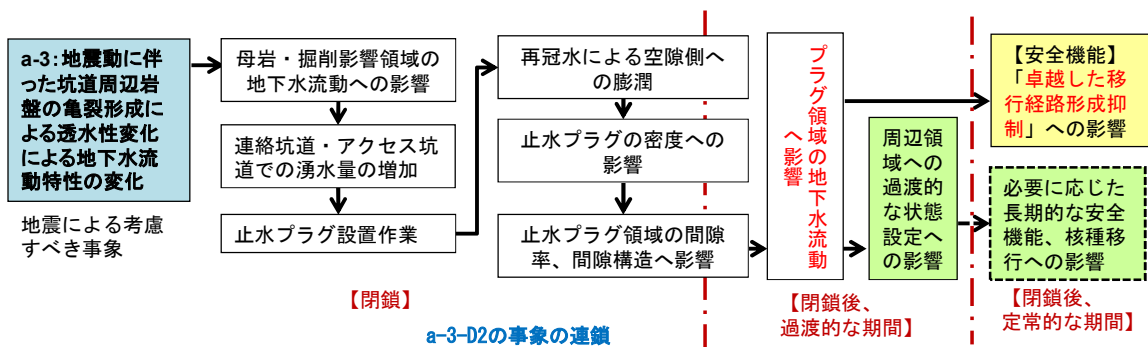 a-3:地震動に伴
った坑道周辺岩
盤の亀裂形成に
よる透水性変化
による地下水流
動特性の変化
地震による考慮
すべき事象
母岩・掘削影響領域の
地下水流動への影響
連絡坑道・アクセス坑
道での湧水量の増加
止水プラグ設置作業
再冠水による空隙側へ
の膨潤
止水プラグの密度への
影響
止水プラグ領域の間隙
率、間隙構造へ影響
プラグ領域の地下水流動
へ影響
周辺領
域への
過渡的
な状態
設定へ
の影響
【安全機能】
「卓越した移
行経路形成抑
制」への影響
必要に応じた
長期的な安全
機能、核種移
行への影響
【閉鎖】
【閉鎖後、
過渡的な期間】
【閉鎖後、
定常的な期間】
a-3-D2の事象の連鎖